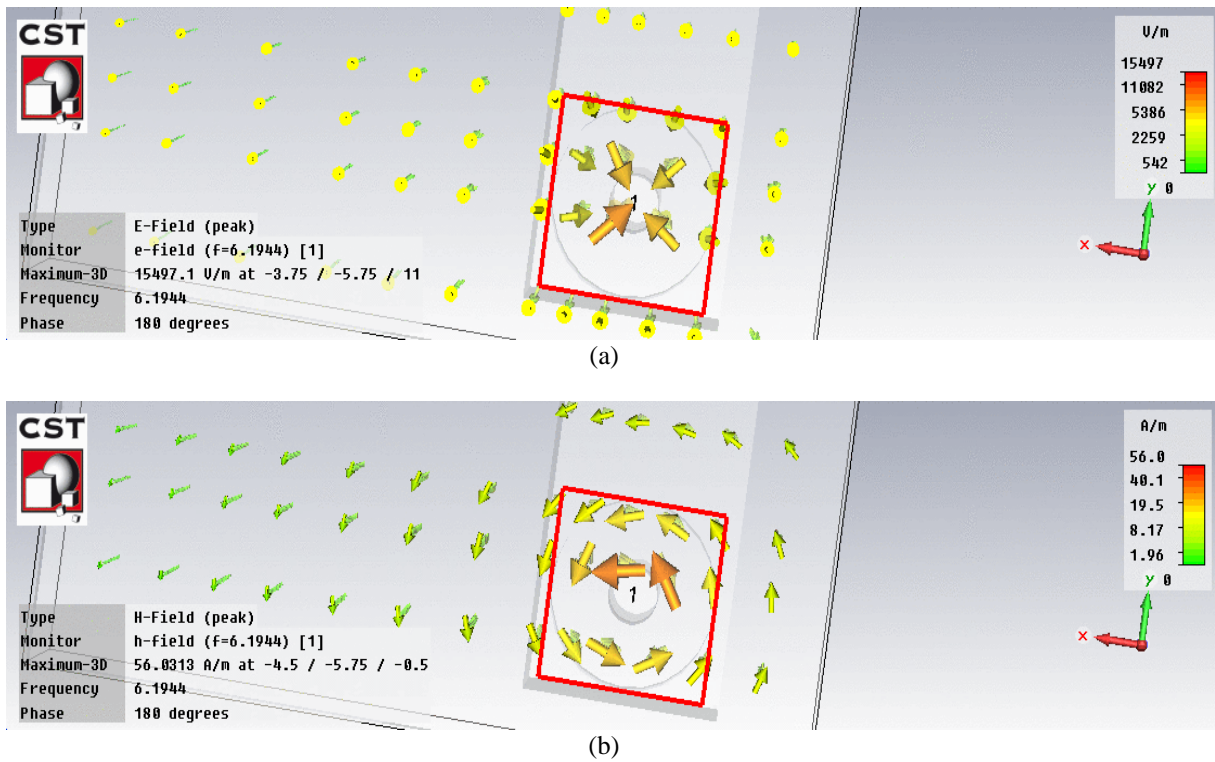 CST
V/m
15497
11082
5386
2259
542
y 0
x
1
Type E-Field (peak)
Monitor e-field (f=6.1944) [1]
Maximum-3D 15497.1 V/m at -3.75 / -5.75 / 11
Frequency 6.1944
Phase 180 degrees
(a)
CST
A/m
56.0
40.1
19.5
8.17
1.96
y 0
x
1
Type H-Field (peak)
Monitor h-field (f=6.1944) [1]
Maximum-3D 56.0313 A/m at -4.5 / -5.75 / -0.5
Frequency 6.1944
Phase 180 degrees
(b)